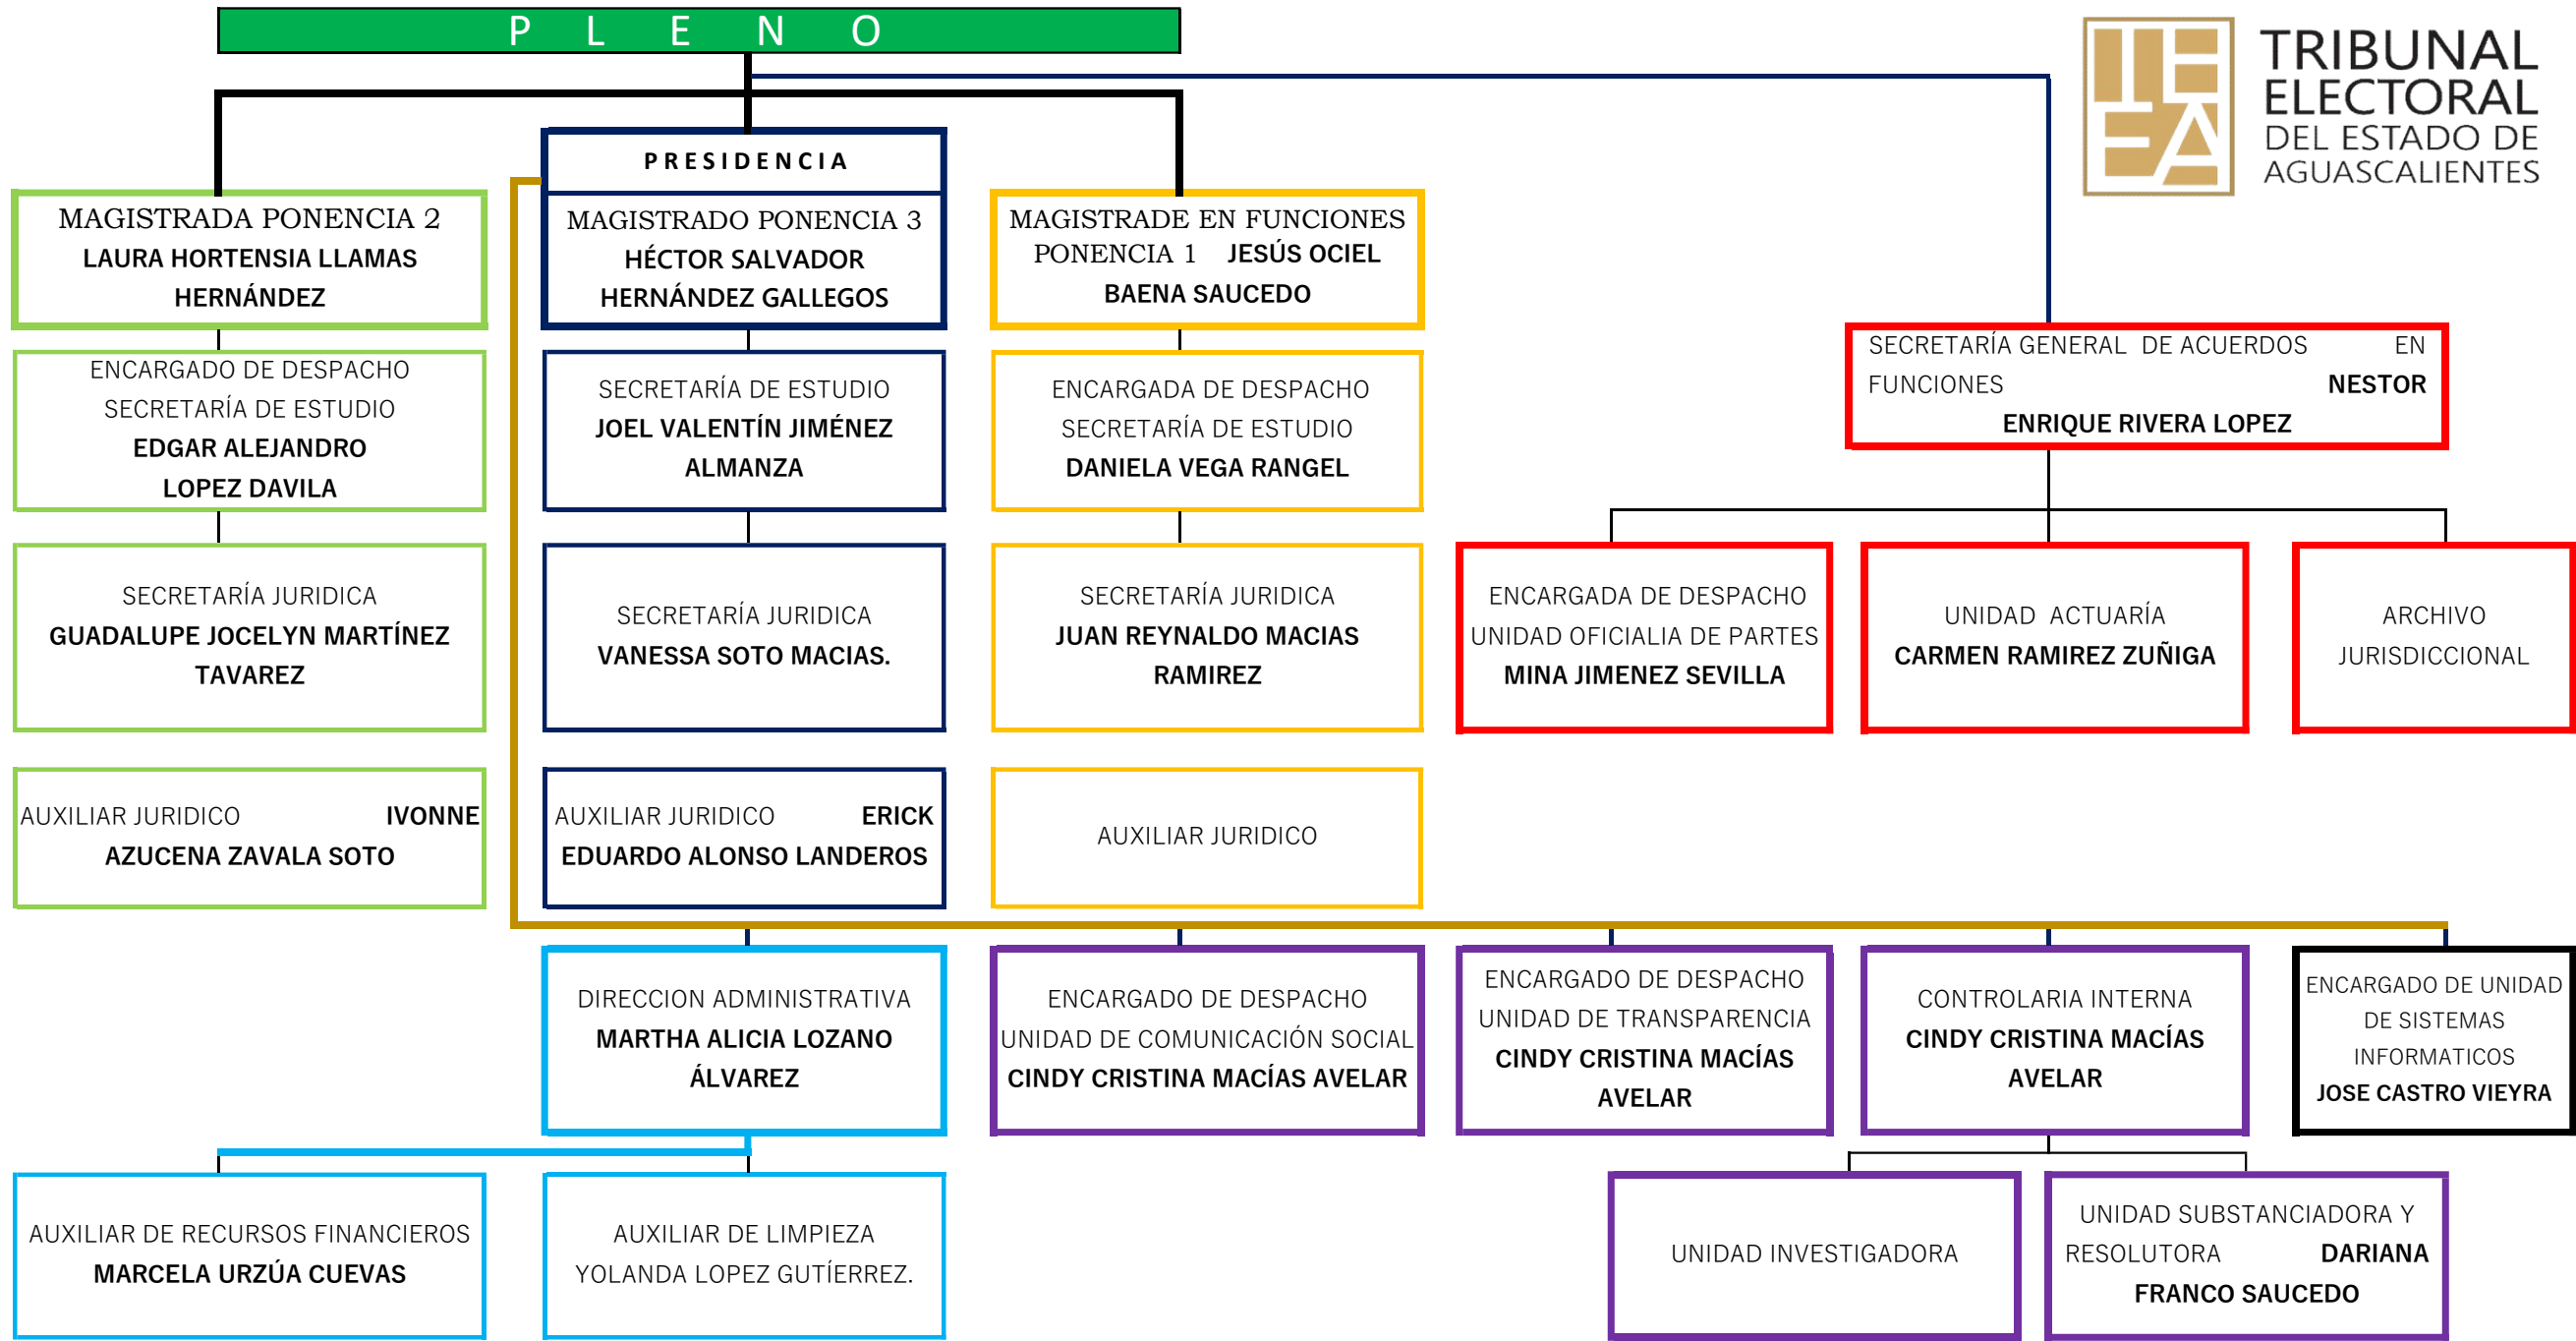 P L E N O
TRIBUNAL
ELECTORAL
DEL ESTADO DE
AGUASCALIENTES
TEEA
PRESIDENCIA
MAGISTRADA PONENCIA 2
LAURA HORTENSIA LLAMAS
HERNÁNDEZ
MAGISTRADO PONENCIA 3
HÉCTOR SALVADOR
HERNÁNDEZ GALLEGOS
MAGISTRADE EN FUNCIONES
PONENCIA 1 JESÚS OCIEL
BAENA SAUCEDO
SECRETARÍA GENERAL DE ACUERDOS EN
FUNCIONES NESTOR
ENRIQUE RIVERA LOPEZ
ENCARGADO DE DESPACHO
SECRETARÍA DE ESTUDIO
EDGAR ALEJANDRO
LOPEZ DAVILA
SECRETARÍA DE ESTUDIO
JOEL VALENTÍN JIMÉNEZ
ALMANZA
ENCARGADA DE DESPACHO
SECRETARÍA DE ESTUDIO
DANIELA VEGA RANGEL
SECRETARÍA JURIDICA
GUADALUPE JOCELYN MARTÍNEZ
TAVAREZ
SECRETARÍA JURIDICA
VANESSA SOTO MACIAS.
SECRETARÍA JURIDICA
JUAN REYNALDO MACIAS
RAMIREZ
ENCARGADA DE DESPACHO
UNIDAD OFICIALIA DE PARTES
MINA JIMENEZ SEVILLA
UNIDAD ACTUARÍA
CARMEN RAMIREZ ZUÑIGA
ARCHIVO
JURISDICCIONAL
AUXILIAR JURIDICO IVONNE
AZUCENA ZAVALA SOTO
AUXILIAR JURIDICO ERICK
EDUARDO ALONSO LANDEROS
AUXILIAR JURIDICO
DIRECCION ADMINISTRATIVA
MARTHA ALICIA LOZANO
ÁLVAREZ
ENCARGADO DE DESPACHO
UNIDAD DE COMUNICACIÓN SOCIAL
CINDY CRISTINA MACÍAS AVELAR
ENCARGADO DE DESPACHO
UNIDAD DE TRANSPARENCIA
CINDY CRISTINA MACÍAS
AVELAR
CONTROLARIA INTERNA
CINDY CRISTINA MACÍAS
AVELAR
ENCARGADO DE UNIDAD
DE SISTEMAS
INFORMATICOS
JOSE CASTRO VIEYRA
AUXILIAR DE RECURSOS FINANCIEROS
MARCELA URZÚA CUEVAS
AUXILIAR DE LIMPIEZA
YOLANDA LOPEZ GUTÍERREZ.
UNIDAD INVESTIGADORA
UNIDAD SUBSTANCIADORA Y
RESOLUTORA DARIANA
FRANCO SAUCEDO